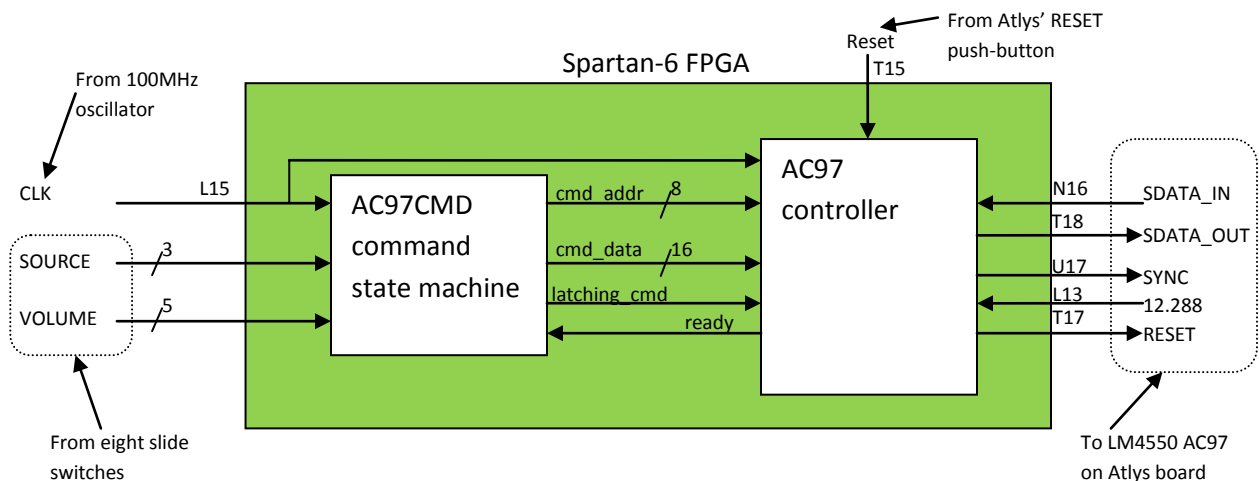 From Atlys’ RESET
push-button
Reset
T15
Spartan-6 FPGA
From 100MHz
oscillator
CLK
L15
AC97CMD
command
state machine
cmd_addr
8
cmd_data
16
latching_cmd
ready
AC97
controller
SOURCE
3
VOLUME
5
N16
SDATA_IN
T18
SDATA_OUT
U17
SYNC
L13
12.288
T17
RESET
From eight slide
switches
To LM4550 AC97
on Atlys board